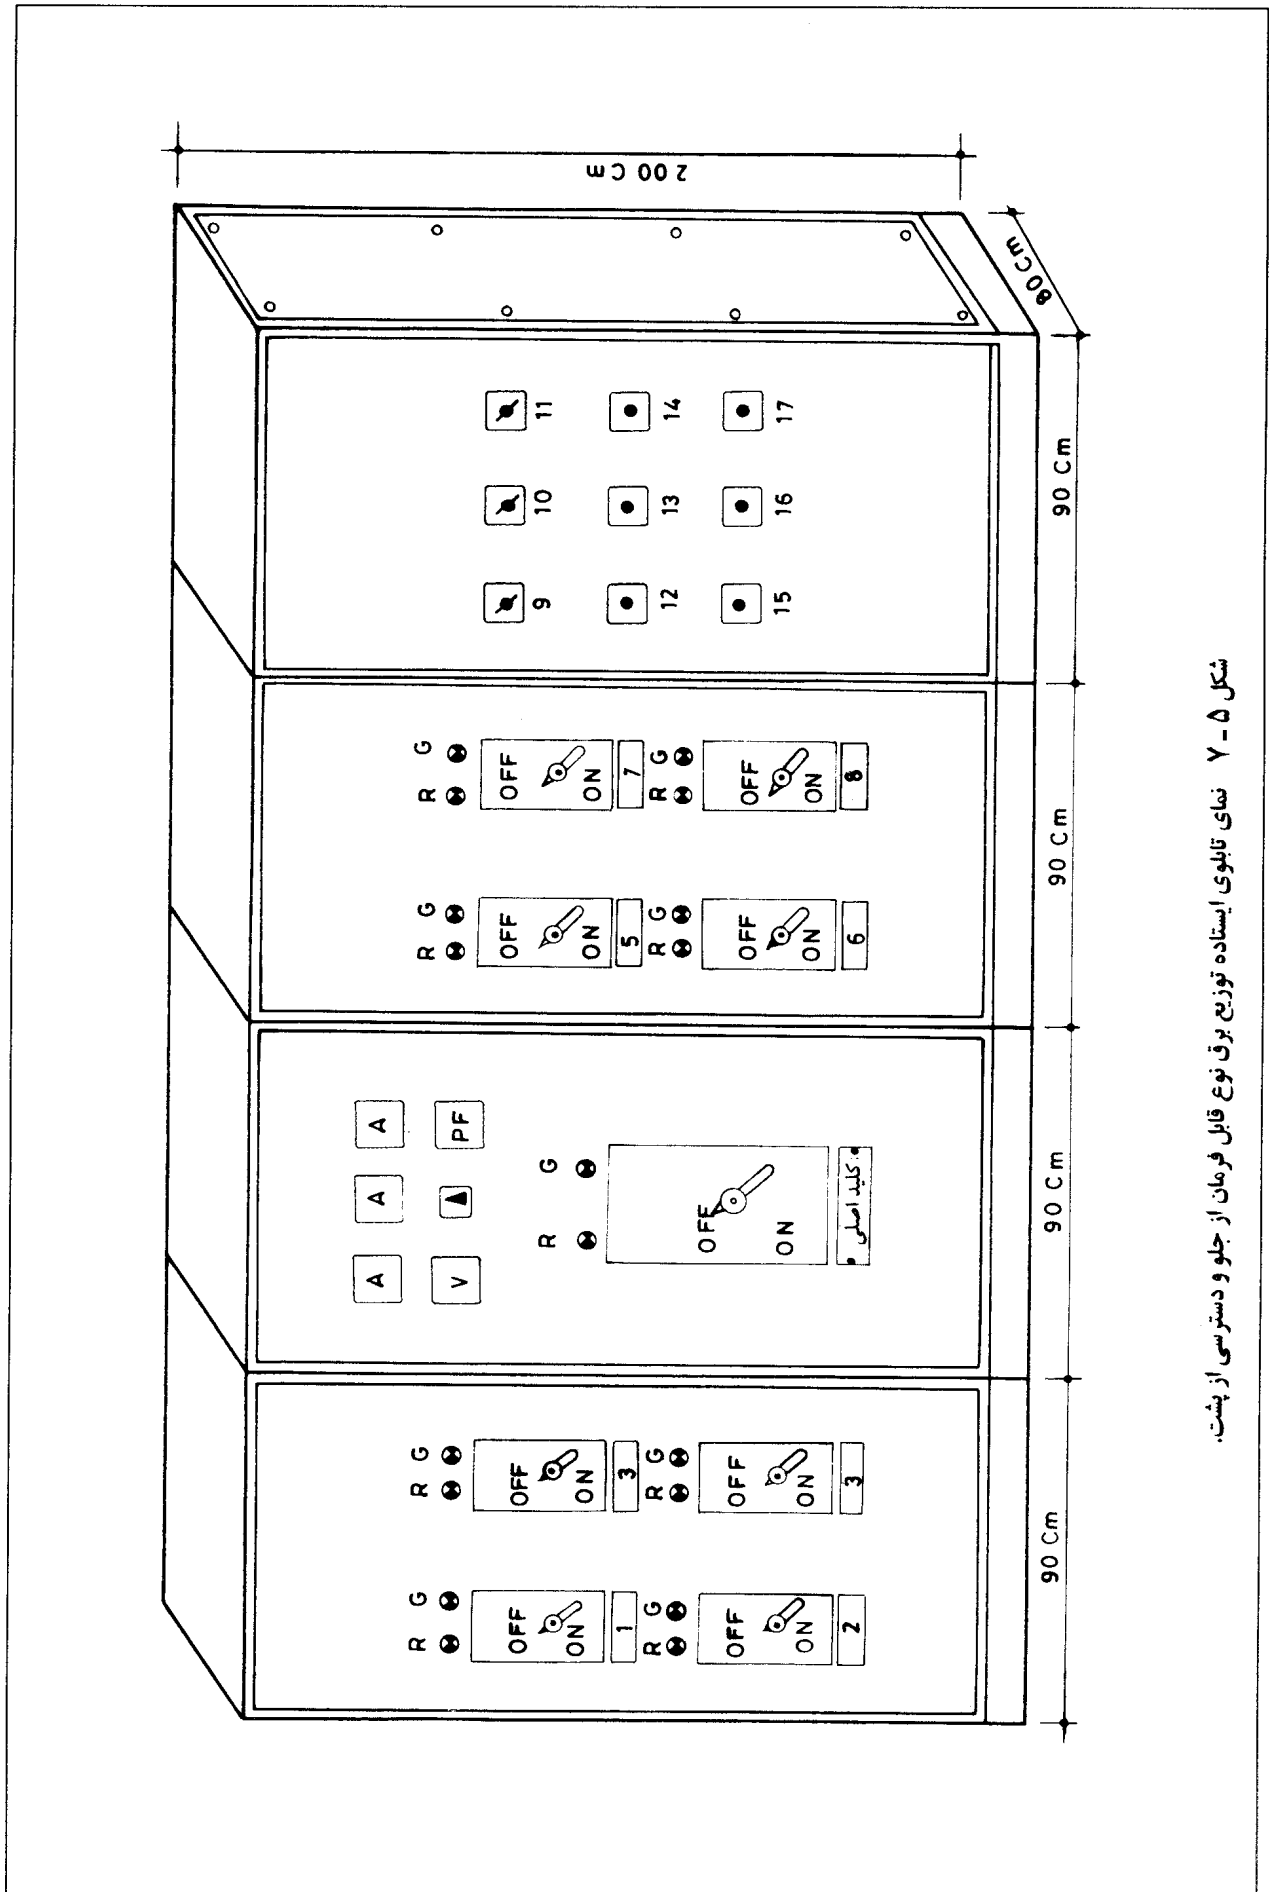 200 Cm
80 Cm
R G R G
OFF ON OFF ON
1 3
R G R G
OFF ON OFF ON
2 3
A A A
V PF
R G
OFF
ON
کلید اصلی
R G R G
OFF ON OFF ON
5 7
R G R G
OFF ON OFF ON
6 8
9 10 11
12 13 14
15 16 17
90 Cm 90 Cm 90 Cm 90 Cm
شکل ۵-۷ نمای تابلوی ایستاده توزیع برق نوع قابل فرمان از جلو و دسترسی از پشت.